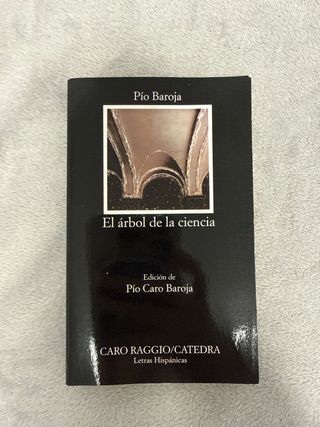 Pío Baroja
El árbol de la ciencia
Edición de
Pío Caro Baroja
CARO RAGGIO/CATEDRA
Letras Hispánicas